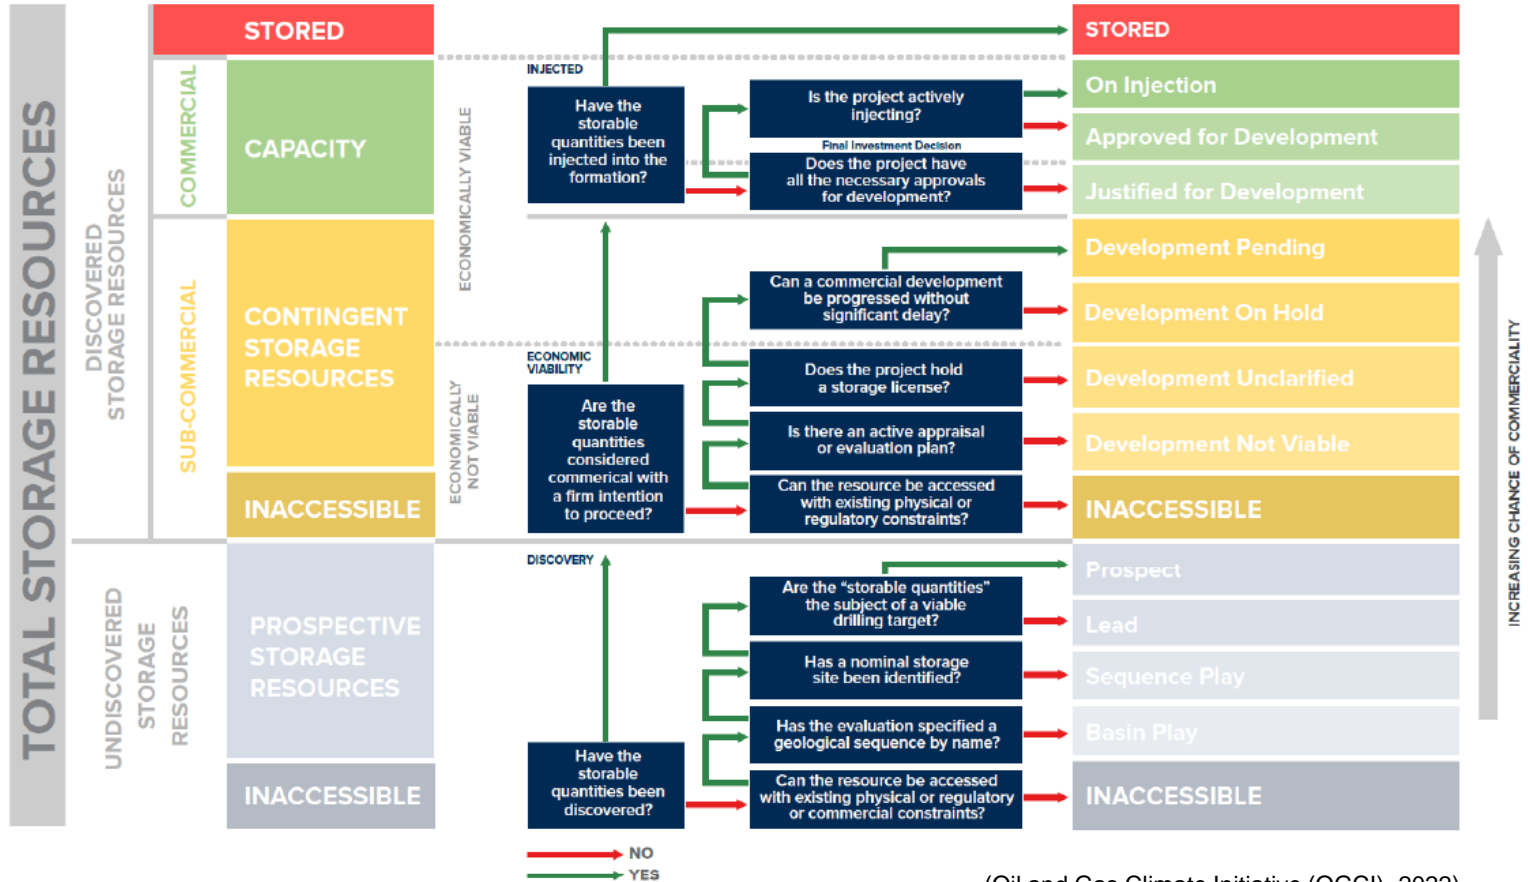 TOTAL STORAGE RESOURCES
DISCOVERED
STORAGE RESOURCES
UNDISCOVERED
STORAGE
RESOURCES
COMMERCIAL
SUB-COMMERCIAL
STORED
CAPACITY
CONTINGENT
STORAGE
RESOURCES
INACCESSIBLE
PROSPECTIVE
STORAGE
RESOURCES
INACCESSIBLE
ECONOMICALLY VIABLE
ECONOMICALLY
NOT VIABLE
INJECTED
Have the
storable
quantities been
injected into the
formation?
Is the project actively
injecting?
Final Investment Decision
Does the project have
all the necessary approvals
for development?
ECONOMIC
VIABILITY
Are the
storable
quantities
considered
commerical with
a firm intention
to proceed?
Can a commercial development
be progressed without
significant delay?
Does the project hold
a storage license?
Is there an active appraisal
or evaluation plan?
Can the resource be accessed
with existing physical or
regulatory constraints?
DISCOVERY
Have the
storable
quantities been
discovered?
Are the “storable quantities”
the subject of a viable
drilling target?
Has a nominal storage
site been identified?
Has the evaluation specified a
geological sequence by name?
Can the resource be accessed
with existing physical or regulatory
or commercial constraints?
STORED
On Injection
Approved for Development
Justified for Development
Development Pending
Development On Hold
Development Unclarified
Development Not Viable
INACCESSIBLE
Prospect
Lead
Sequence Play
Basin Play
INACCESSIBLE
INCREASING CHANCE OF COMMERCIALITY
NO
YES
(Oil and Gas Climate Initiative (OGCI), 2022)